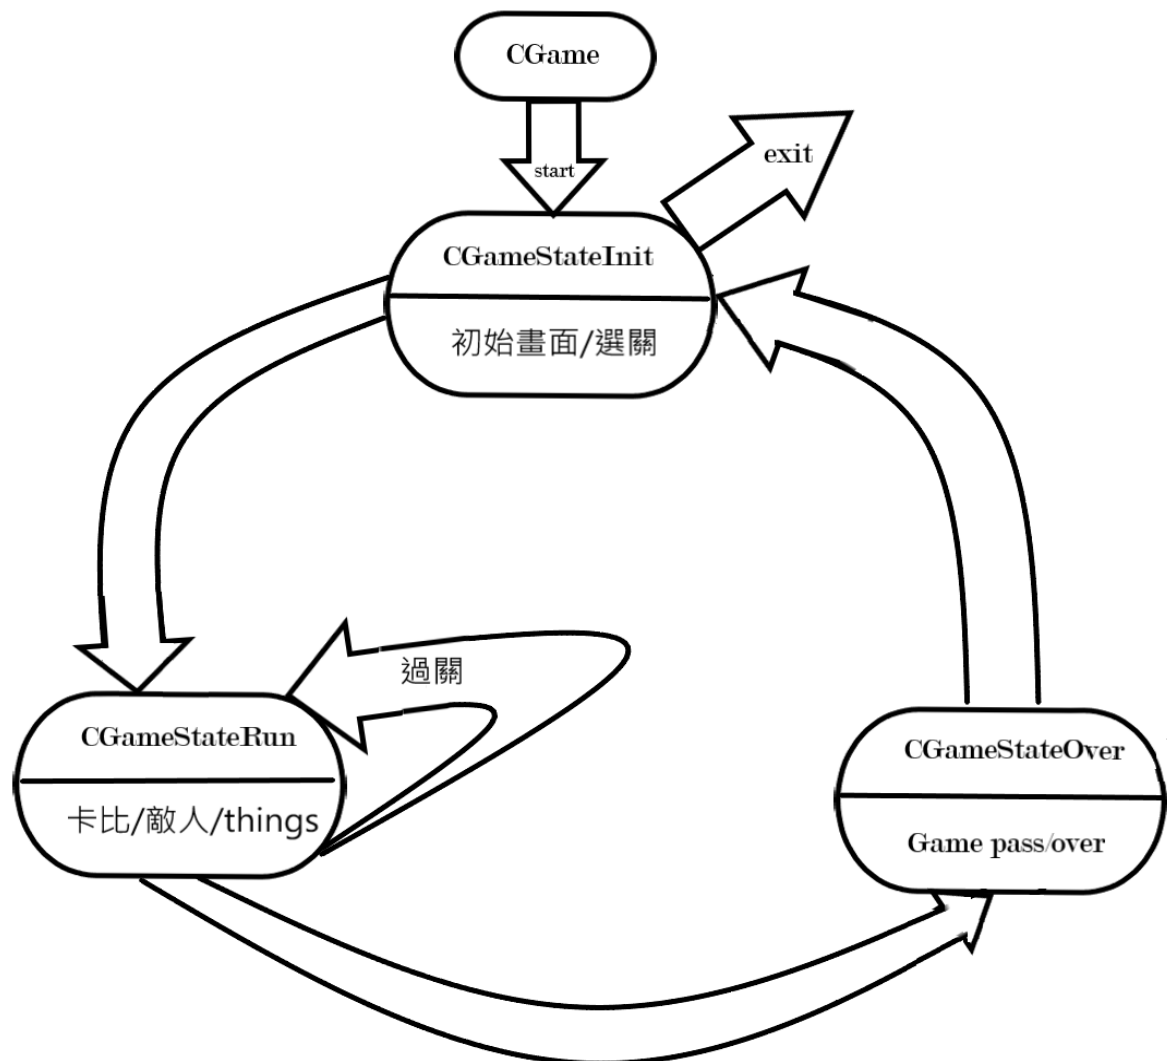 CGame
start
exit
CGameStateInit
初始畫面/選關
過關
CGameStateRun
卡比/敵人/things
CGameStateOver
Game pass/over